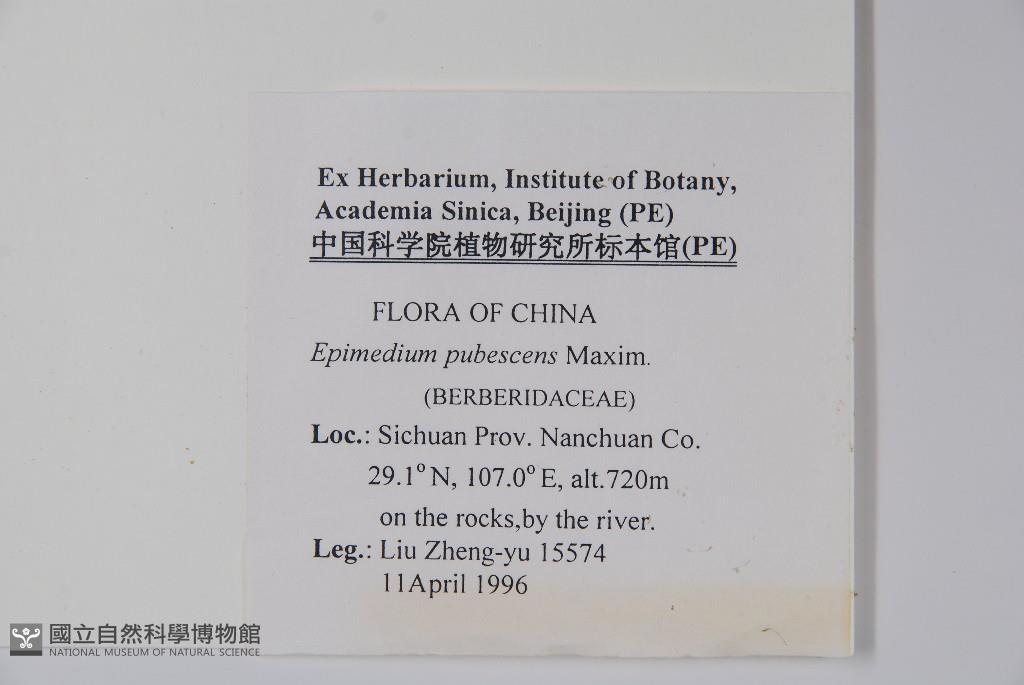 Ex Herbarium, Institute of Botany,
Academia Sinica, Beijing (PE)
中国科学院植物研究所标本馆(PE)
FLORA OF CHINA
Epimedium pubescens Maxim.
(BERBERIDACEAE)
Loc.: Sichuan Prov. Nanchuan Co.
29.1° N, 107.0° E, alt.720m
on the rocks,by the river.
Leg.: Liu Zheng-yu 15574
11April 1996
國立自然科學博物館
NATIONAL MUSEUM OF NATURAL SCIENCE